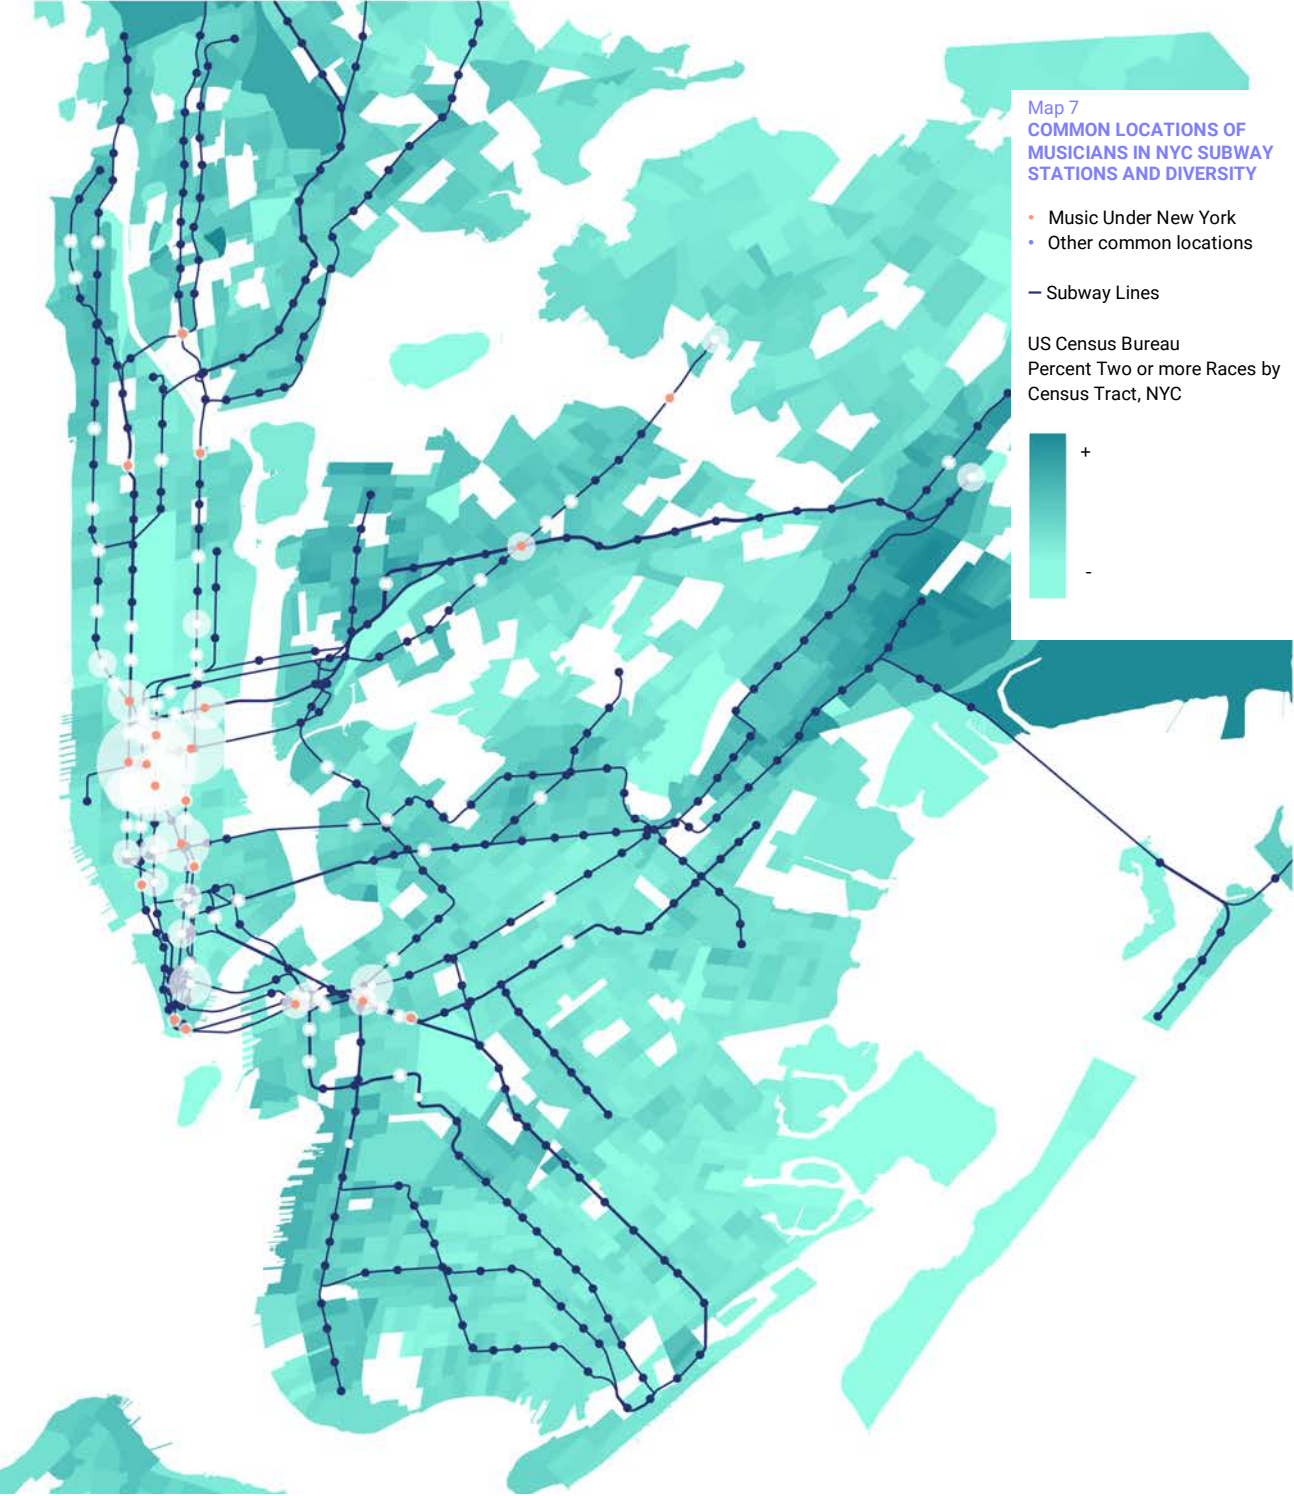 Map 7
COMMON LOCATIONS OF
MUSICIANS IN NYC SUBWAY
STATIONS AND DIVERSITY
Music Under New York
Other common locations
Subway Lines
US Census Bureau
Percent Two or more Races by
Census Tract, NYC
+
-